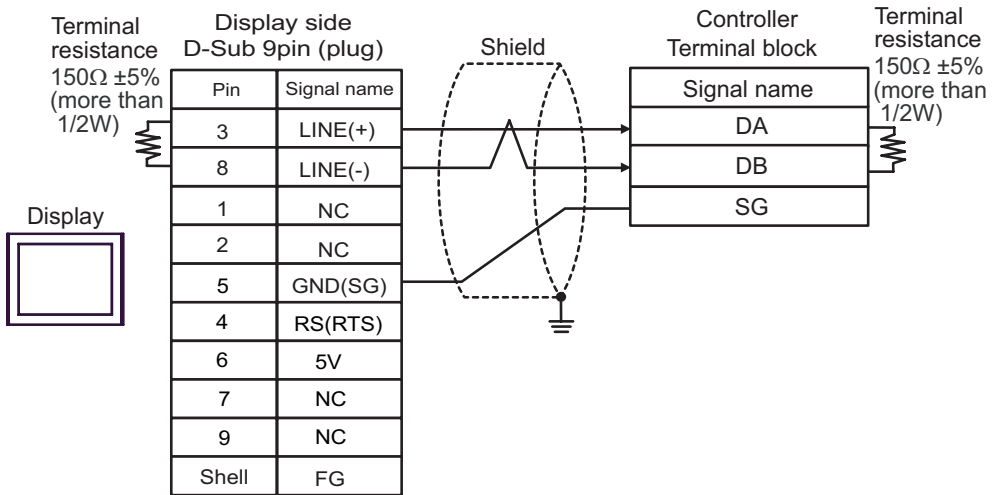 Terminal
resistance
150Ω ±5%
(more than
1/2W)
Display side
D-Sub 9pin (plug)
Shield
Controller
Terminal block
Terminal
resistance
150Ω ±5%
(more than
1/2W)
Display
Pin Signal name
3 LINE(+)
8 LINE(-)
1 NC
2 NC
5 GND(SG)
4 RS(RTS)
6 5V
7 NC
9 NC
Shell FG
Signal name
DA
DB
SG